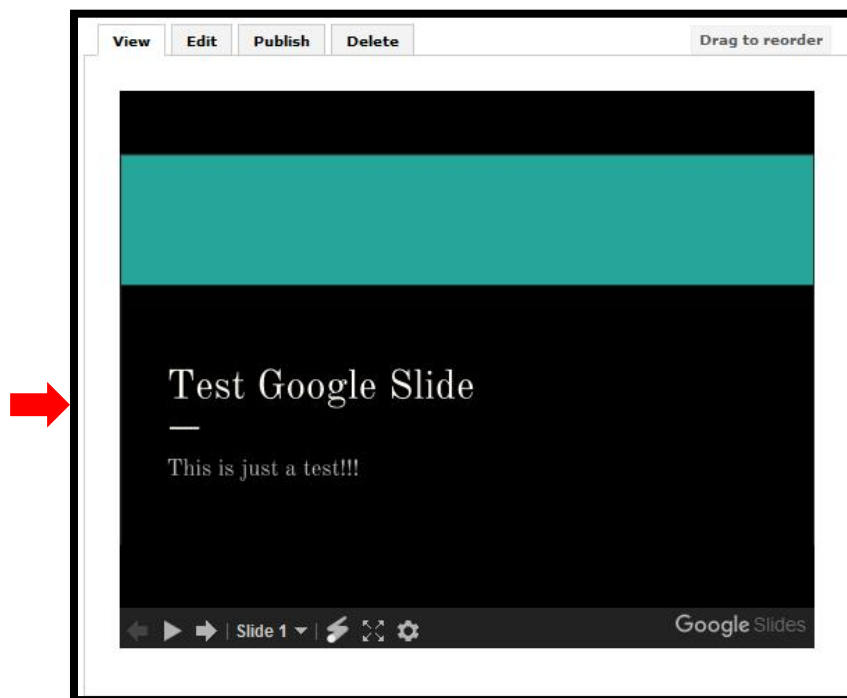 View Edit Publish Delete Drag to reorder
Test Google Slide
This is just a test!!!
Slide 1
Google Slides